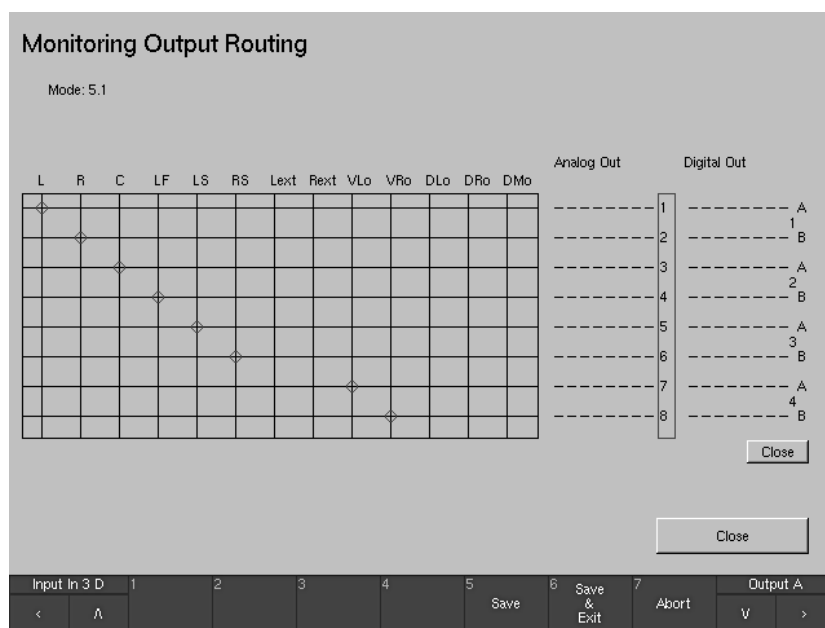 Monitoring Output Routing
Mode: 5.1
Analog Out Digital Out
L R C LF LS RS Lext Rext VLo VRo DLo DRo DMo
1 A
1
2 B
3 A
2
4 B
5 A
3
6 B
7 A
4
8 B
Close
Close
Input In 3 D 1 2 3 4 5 6 7 Output A
< Λ Save Save & Exit Abort V >